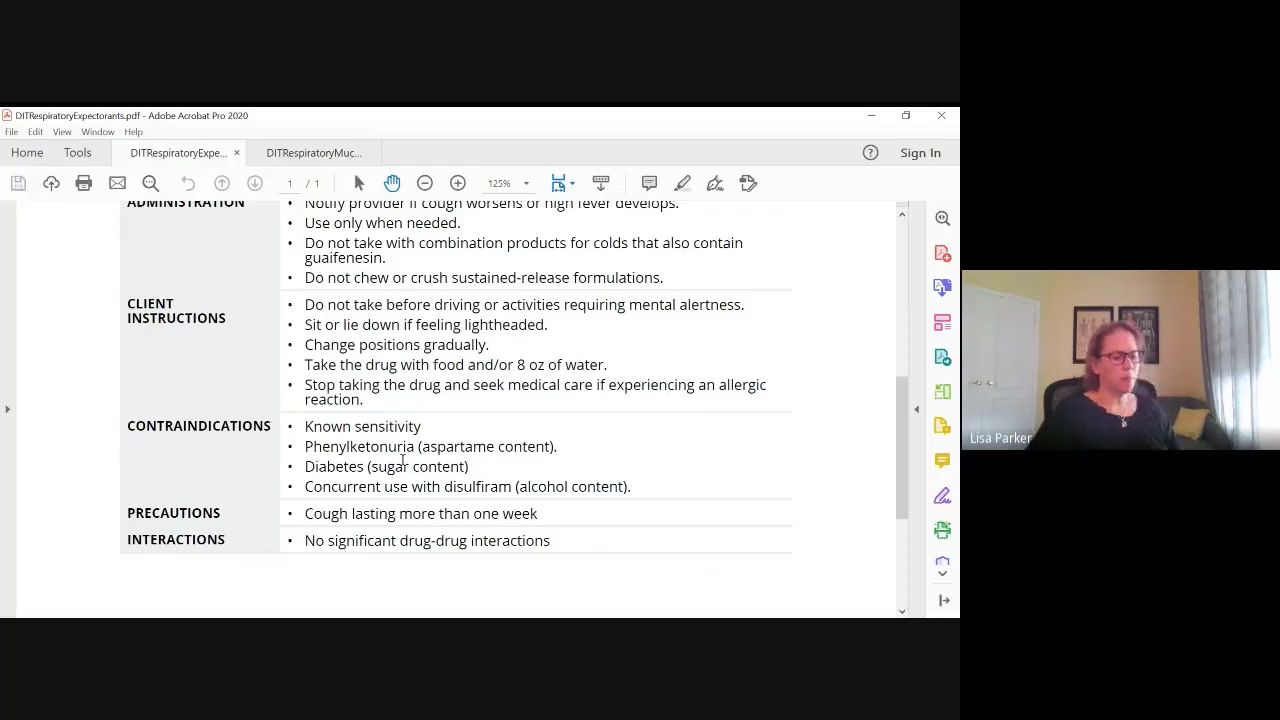 DITRespiratoryExpectorants.pdf - Adobe Acrobat Pro 2020
File Edit View Window Help
Home Tools DITRespiratoryExpe... × DITRespiratoryMuc... Sign In
1 / 1 125%
ADMINISTRATION
• Notify provider if cough worsens or high fever develops.
• Use only when needed.
• Do not take with combination products for colds that also contain
guaifenesin.
• Do not chew or crush sustained-release formulations.
CLIENT
INSTRUCTIONS
• Do not take before driving or activities requiring mental alertness.
• Sit or lie down if feeling lightheaded.
• Change positions gradually.
• Take the drug with food and/or 8 oz of water.
• Stop taking the drug and seek medical care if experiencing an allergic
reaction.
CONTRAINDICATIONS
• Known sensitivity
• Phenylketonuria (aspartame content).
• Diabetes (sugar content)
• Concurrent use with disulfiram (alcohol content).
PRECAUTIONS
• Cough lasting more than one week
INTERACTIONS
• No significant drug-drug interactions
Lisa Parker